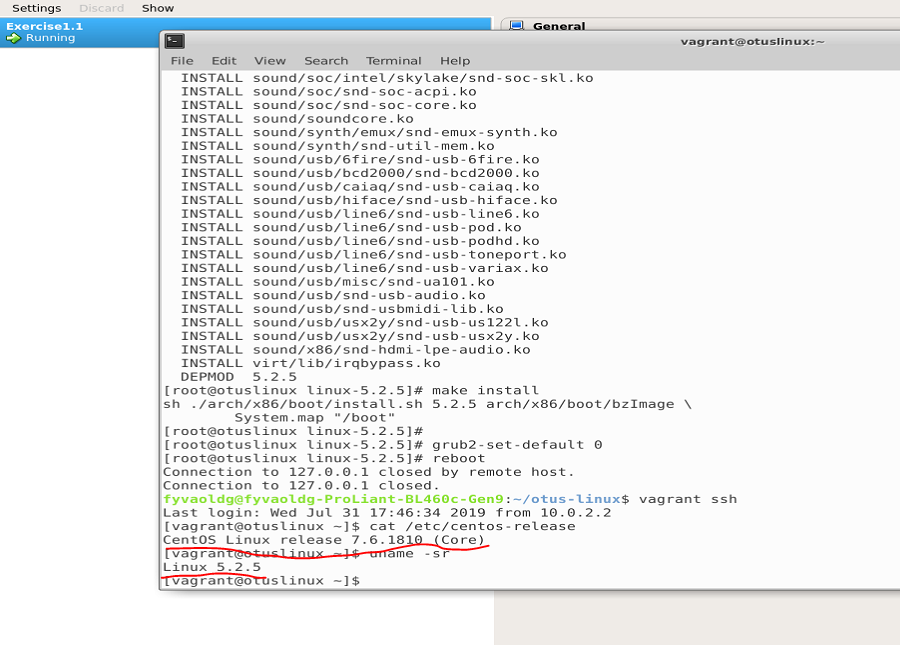 Settings Discard Show
Exercise1.1
Running
General
vagrant@otuslinux:~
File Edit View Search Terminal Help
  INSTALL sound/soc/intel/skylake/snd-soc-skl.ko
  INSTALL sound/soc/snd-soc-acpi.ko
  INSTALL sound/soc/snd-soc-core.ko
  INSTALL sound/soundcore.ko
  INSTALL sound/synth/emux/snd-emux-synth.ko
  INSTALL sound/synth/snd-util-mem.ko
  INSTALL sound/usb/6fire/snd-usb-6fire.ko
  INSTALL sound/usb/bcd2000/snd-bcd2000.ko
  INSTALL sound/usb/caiaq/snd-usb-caiaq.ko
  INSTALL sound/usb/hiface/snd-usb-hiface.ko
  INSTALL sound/usb/line6/snd-usb-line6.ko
  INSTALL sound/usb/line6/snd-usb-pod.ko
  INSTALL sound/usb/line6/snd-usb-podhd.ko
  INSTALL sound/usb/line6/snd-usb-toneport.ko
  INSTALL sound/usb/line6/snd-usb-variax.ko
  INSTALL sound/usb/misc/snd-ua101.ko
  INSTALL sound/usb/snd-usb-audio.ko
  INSTALL sound/usb/snd-usbmidi-lib.ko
  INSTALL sound/usb/usx2y/snd-usb-us122l.ko
  INSTALL sound/usb/usx2y/snd-usb-usx2y.ko
  INSTALL sound/x86/snd-hdmi-lpe-audio.ko
  INSTALL virt/lib/irqbypass.ko
  DEPMOD  5.2.5
[root@otuslinux linux-5.2.5]# make install
sh ./arch/x86/boot/install.sh 5.2.5 arch/x86/boot/bzImage \
        System.map "/boot"
[root@otuslinux linux-5.2.5]#
[root@otuslinux linux-5.2.5]# grub2-set-default 0
[root@otuslinux linux-5.2.5]# reboot
Connection to 127.0.0.1 closed by remote host.
Connection to 127.0.0.1 closed.
fyvaoldg@fyvaoldg-ProLiant-BL460c-Gen9:~/otus-linux$ vagrant ssh
Last login: Wed Jul 31 17:46:34 2019 from 10.0.2.2
[vagrant@otuslinux ~]$ cat /etc/centos-release
CentOS Linux release 7.6.1810 (Core)
[vagrant@otuslinux ~]$ uname -sr
Linux 5.2.5
[vagrant@otuslinux ~]$